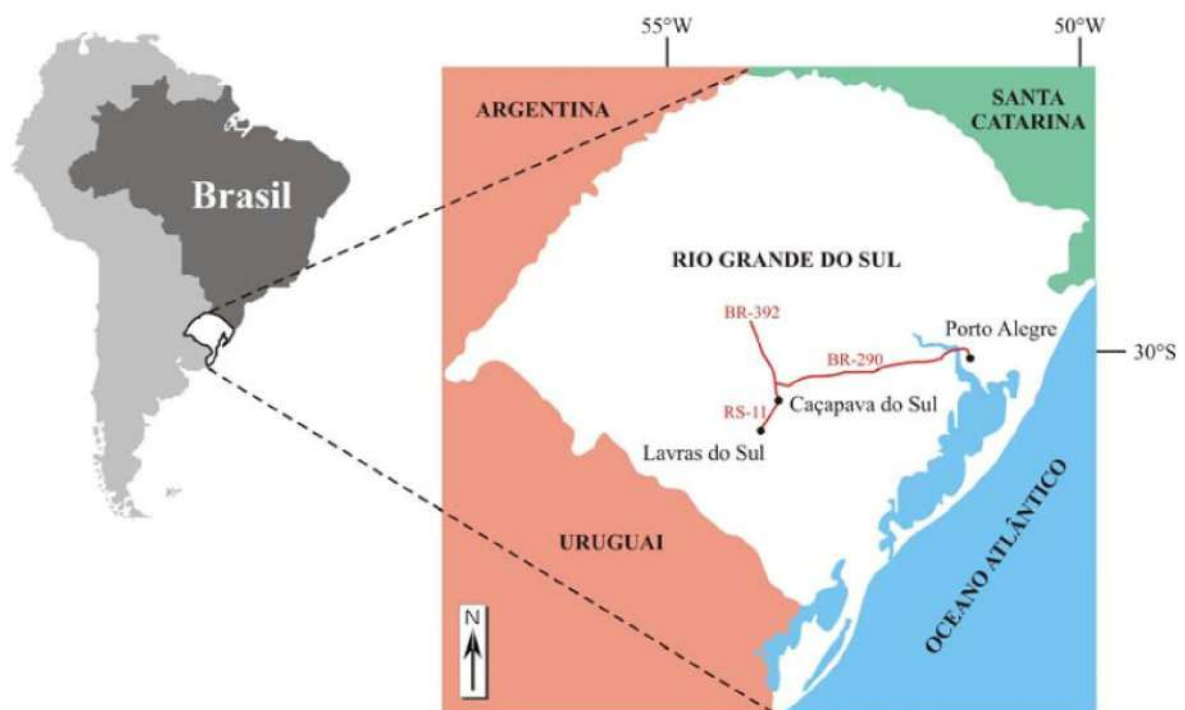 55°W
50°W
ARGENTINA
SANTA
CATARINA
Brasil
RIO GRANDE DO SUL
BR-392
Porto Alegre
30°S
BR-290
RS-11
Caçapava do Sul
Lavras do Sul
URUGUAI
OCEANO ATLÂNTICO
N